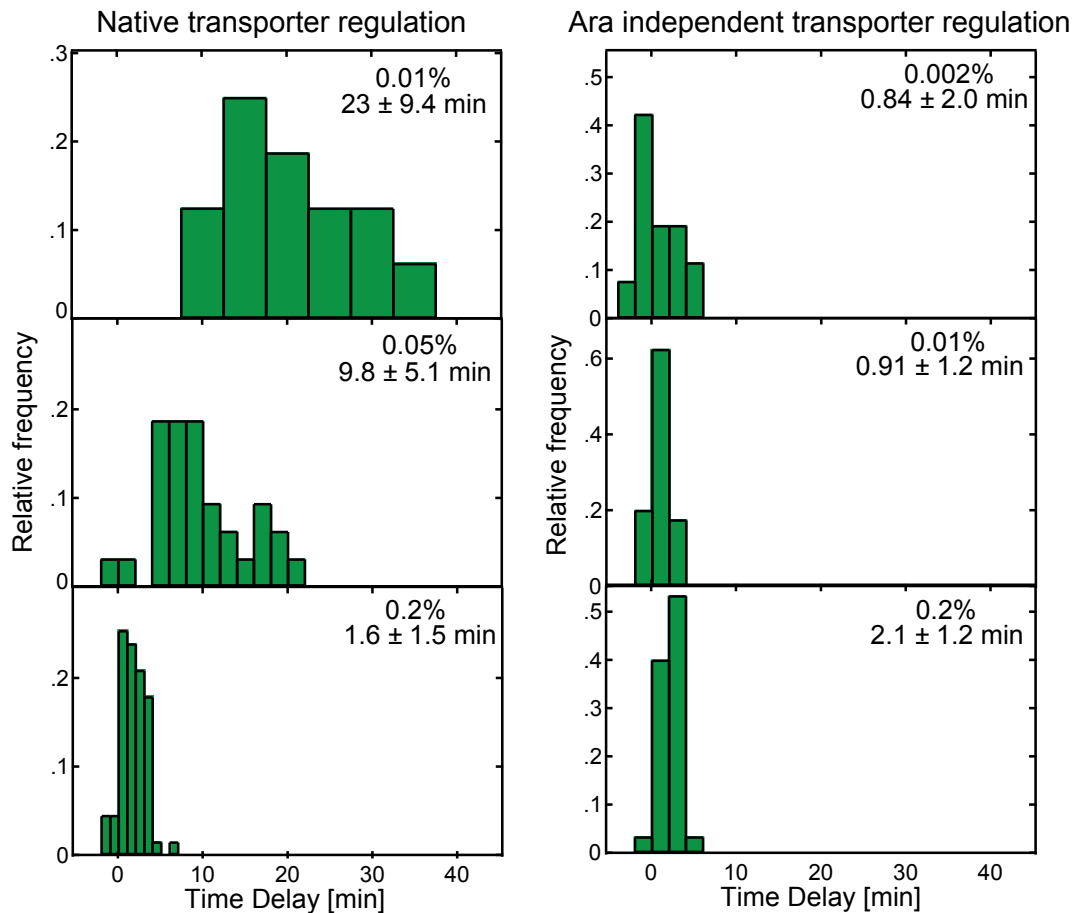 Native transporter regulation
Ara independent transporter regulation
.3
.2
.1
0
0.01%
23 ± 9.4 min
.5
.4
.3
.2
.1
0
0.002%
0.84 ± 2.0 min
Relative frequency
.2
.1
0
0.05%
9.8 ± 5.1 min
Relative frequency
.6
.4
.2
0
0.01%
0.91 ± 1.2 min
.2
.1
0
0.2%
1.6 ± 1.5 min
.5
.4
.3
.2
.1
0
0.2%
2.1 ± 1.2 min
0 10 20 30 40
Time Delay [min]
0 10 20 30 40
Time Delay [min]